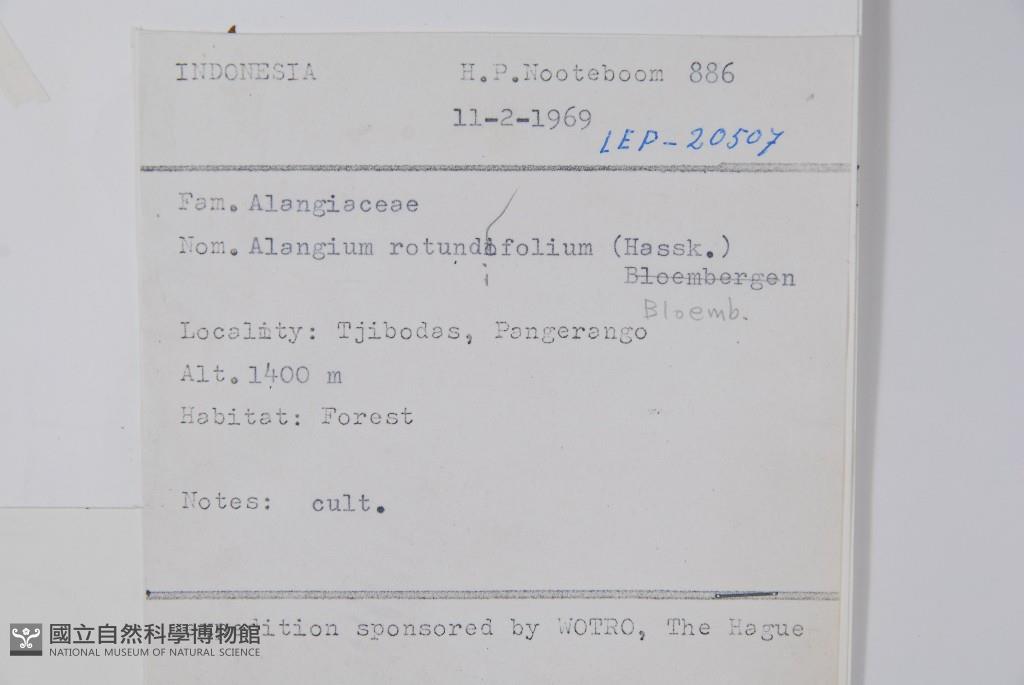 INDONESIA H.P.Nooteboom 886
11-2-1969
LEP-20507
Fam. Alangiaceae
Nom. Alangium rotundifolium (Hassk.)
Bloembergen
Bloemb.
Locality: Tjibodas, Pangerango
Alt. 1400 m
Habitat: Forest
Notes: cult.
dition sponsored by WOTRO, The Hague
國立自然科學博物館
NATIONAL MUSEUM OF NATURAL SCIENCE